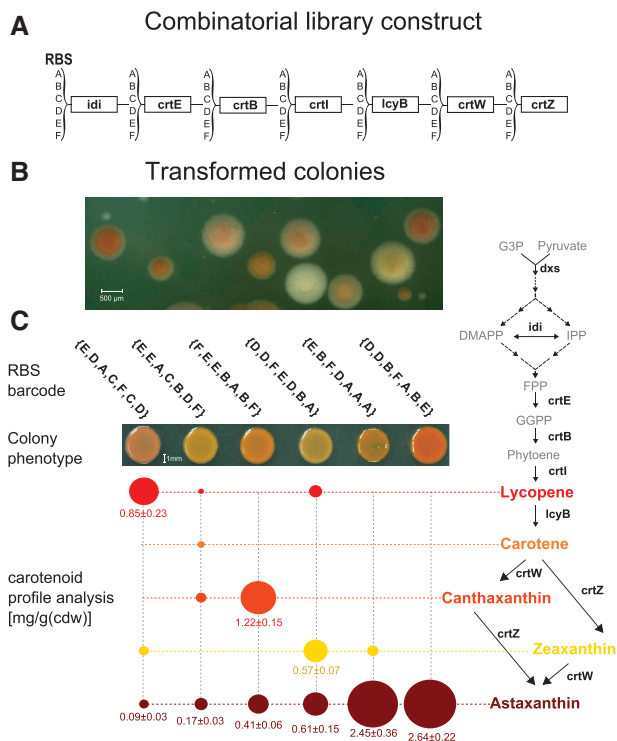 A
Combinatorial library construct
RBS
A A A A A A A
B B B B B B B
C C C C C C C
idi crtE crtB crtI lcyB crtW crtZ
D D D D D D D
E E E E E E E
F F F F F F F
B
Transformed colonies
500 µm
C
RBS
barcode
{E,D,A,C,F,C,D}
{E,E,A,C,B,D,F}
{F,E,E,B,A,B,F}
{D,D,F,E,D,B,A}
{E,B,F,D,A,A,A}
{D,D,B,F,A,B,E}
Colony
phenotype
1mm
0.85±0.23
carotenoid
profile analysis
[mg/g(cdw)]
1.22±0.15
0.57±0.07
0.09±0.03
0.17±0.03
0.41±0.06
0.61±0.15
2.45±0.36
2.64±0.22
G3P Pyruvate
dxs
DMAPP idi IPP
FPP
crtE
GGPP
crtB
Phytoene
crtI
Lycopene
lcyB
Carotene
crtW
crtZ
Canthaxanthin
crtZ
Zeaxanthin
crtW
Astaxanthin